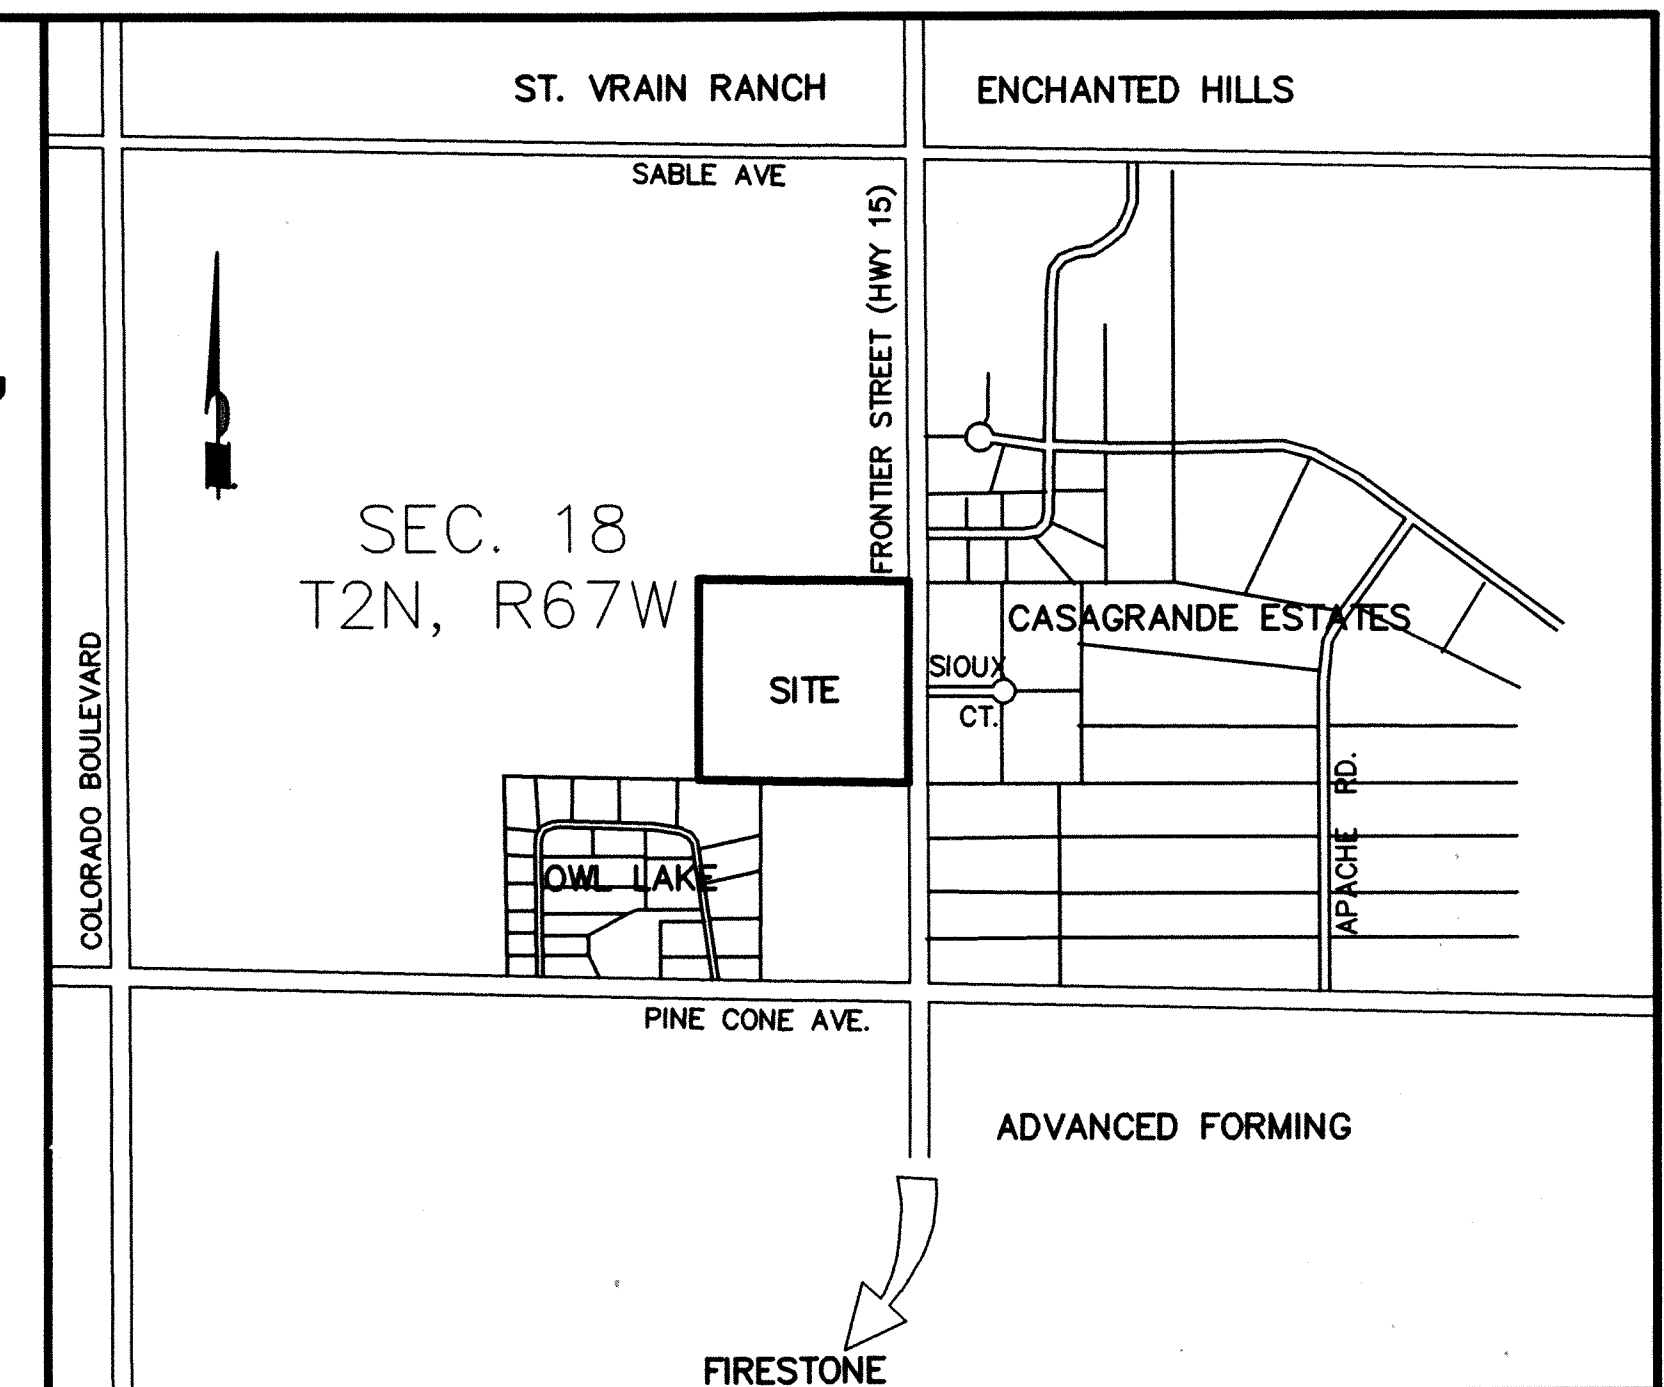 ST. VRAIN RANCH
ENCHANTED HILLS
SABLE AVE
FRONTIER STREET (HWY 15)
SEC. 18
T2N, R67W
CASAGRANDE ESTATES
SITE
SIOUX
CT.
COLORADO BOULEVARD
APACHE RD.
OWL LAKE
PINE CONE AVE.
ADVANCED FORMING
FIRESTONE